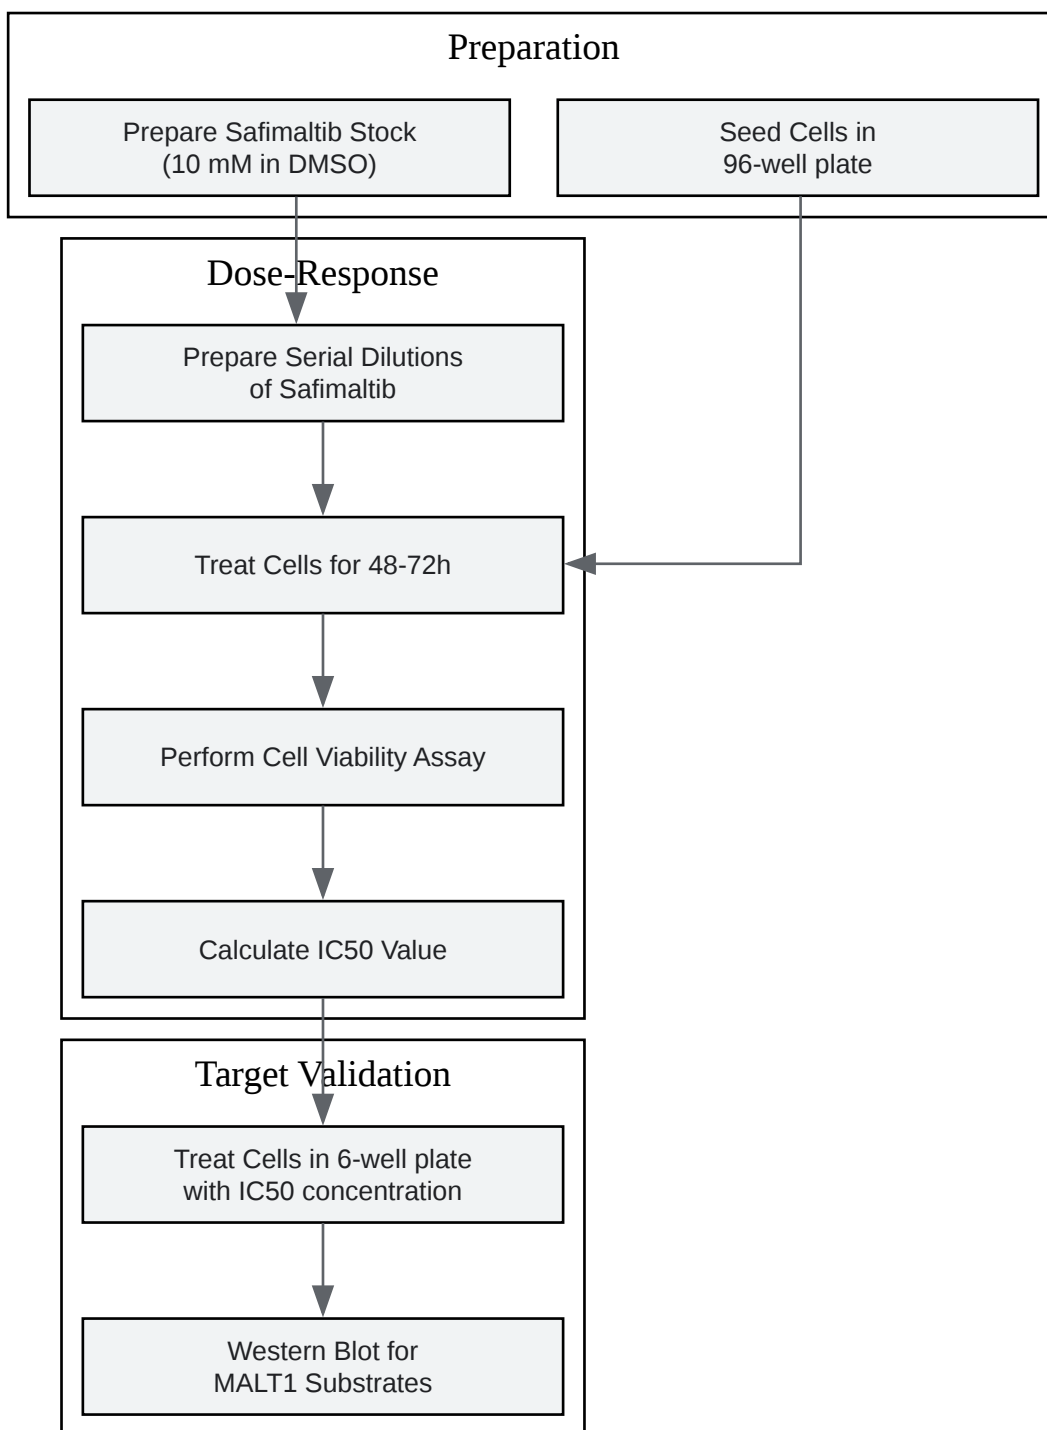 Preparation
Prepare Safimaltib Stock
(10 mM in DMSO)
Seed Cells in
96-well plate
Dose-Response
Prepare Serial Dilutions
of Safimaltib
Treat Cells for 48-72h
Perform Cell Viability Assay
Calculate IC50 Value
Target Validation
Treat Cells in 6-well plate
with IC50 concentration
Western Blot for
MALT1 Substrates